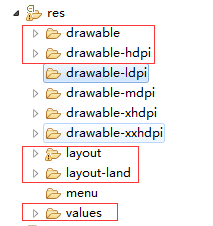 res
drawable
drawable-hdpi
drawable-ldpi
drawable-mdpi
drawable-xhdpi
drawable-xxhdpi
layout
layout-land
menu
values